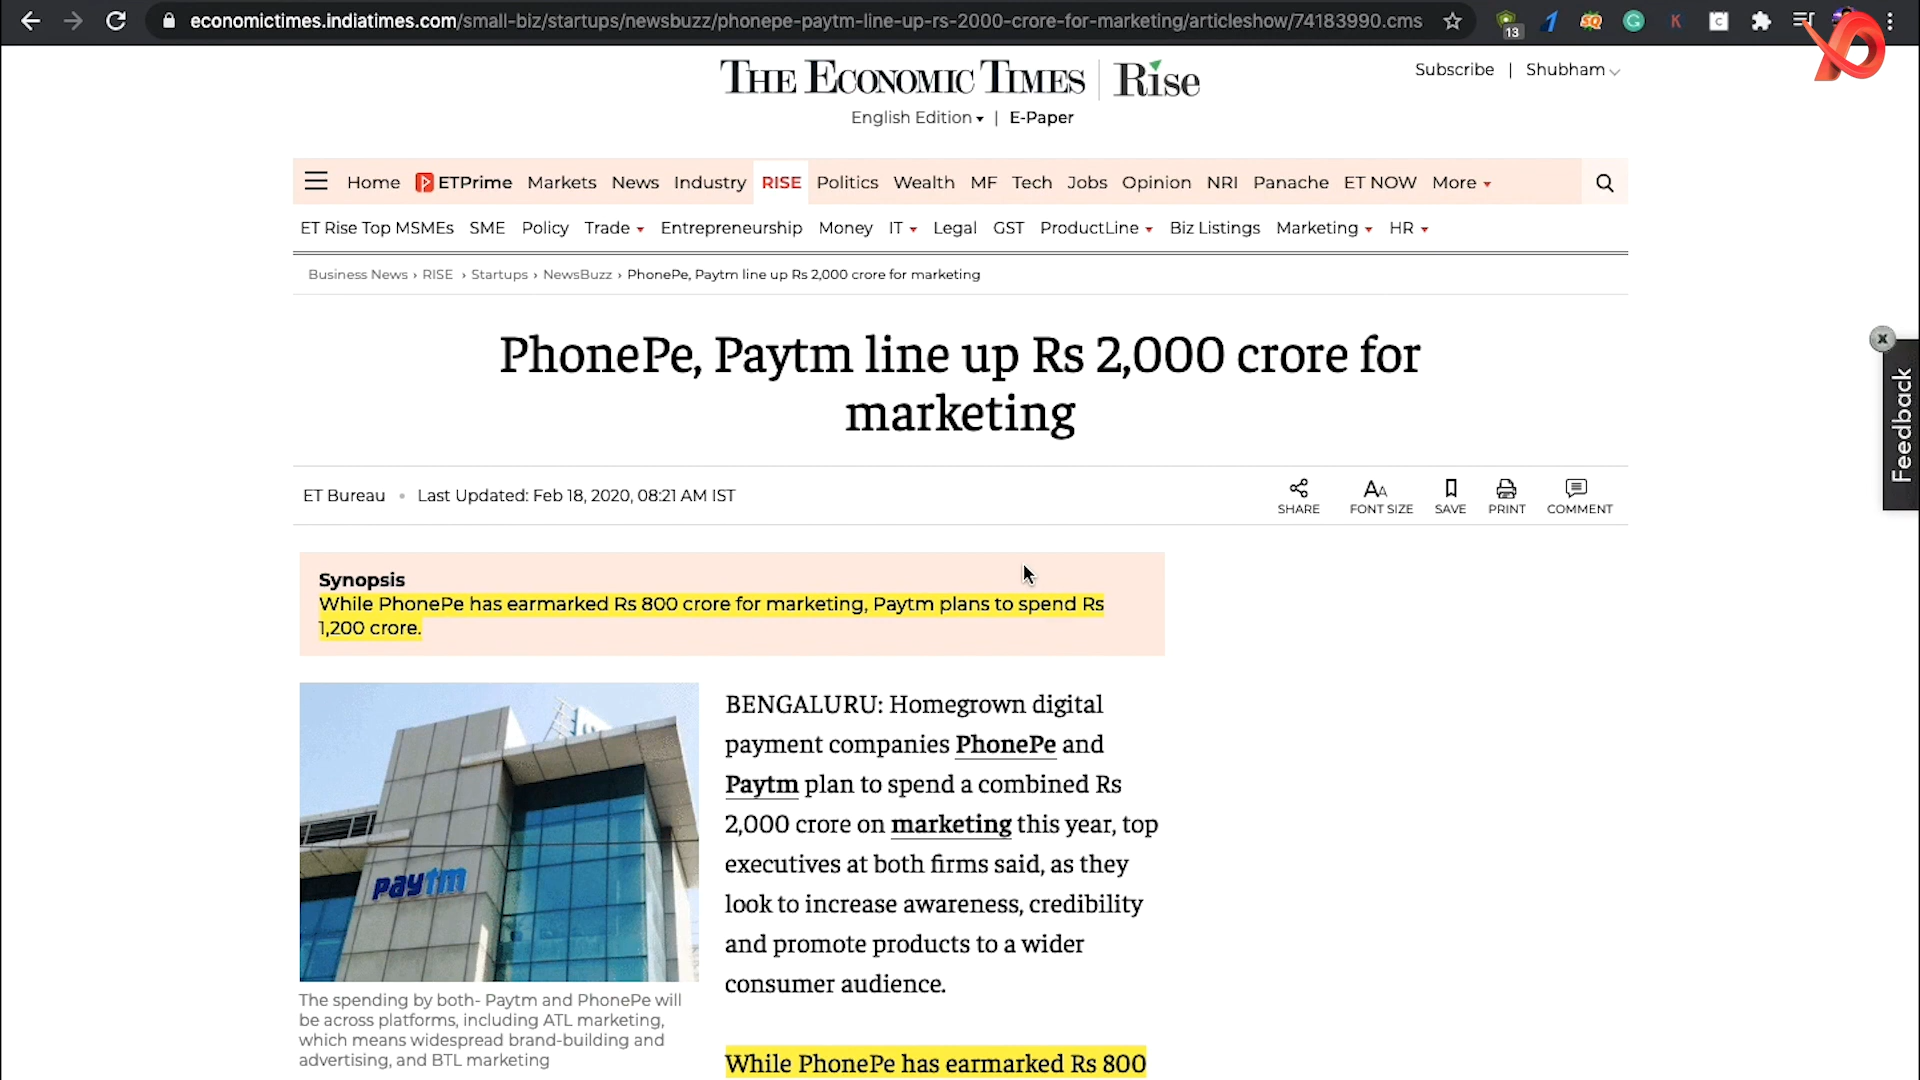 economictimes.indiatimes.com/small-biz/startups/newsbuzz/phonepe-paytm-line-up-rs-2000-crore-for-marketing/articleshow/74183990.cms
13
THE ECONOMIC TIMES | Rise
Subscribe | Shubham
English Edition | E-Paper
Home ETPrime Markets News Industry RISE Politics Wealth MF Tech Jobs Opinion NRI Panache ET NOW More
ET Rise Top MSMEs SME Policy Trade Entrepreneurship Money IT Legal GST ProductLine Biz Listings Marketing HR
Business News › RISE › Startups › NewsBuzz › PhonePe, Paytm line up Rs 2,000 crore for marketing
PhonePe, Paytm line up Rs 2,000 crore for
marketing
Feedback
ET Bureau • Last Updated: Feb 18, 2020, 08:21 AM IST
SHARE FONT SIZE SAVE PRINT COMMENT
Synopsis
While PhonePe has earmarked Rs 800 crore for marketing, Paytm plans to spend Rs
1,200 crore.
paytm
The spending by both- Paytm and PhonePe will
be across platforms, including ATL marketing,
which means widespread brand-building and
advertising, and BTL marketing
BENGALURU: Homegrown digital
payment companies PhonePe and
Paytm plan to spend a combined Rs
2,000 crore on marketing this year, top
executives at both firms said, as they
look to increase awareness, credibility
and promote products to a wider
consumer audience.
While PhonePe has earmarked Rs 800